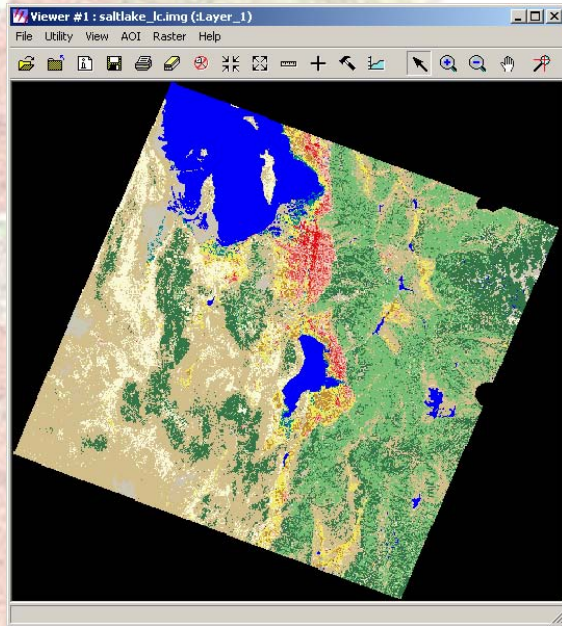 Viewer #1 : saltlake_lc.img (:Layer_1)
File Utility View AOI Raster Help